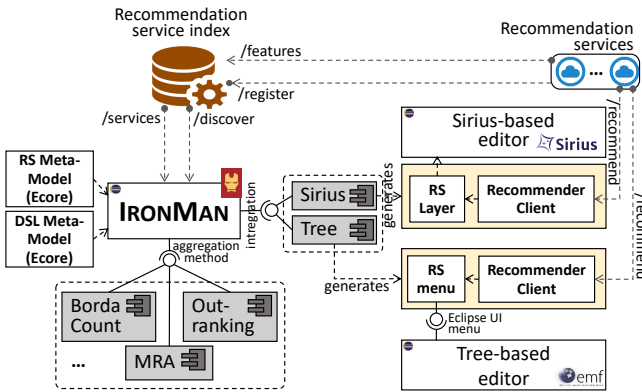 Recommendation
service index
Recommendation
services
/features
...
/register
/services
/discover
/recommend
Sirius-based
editor
Sirius
RS Meta-
Model
(Ecore)
IRONMAN
intregration
Sirius
Tree
generates
RS
Layer
Recommender
Client
/recommend
DSL Meta-
Model
(Ecore)
aggregation
method
generates
RS
menu
Recommender
Client
Borda
Count
Out-
ranking
...
MRA
Eclipse UI
menu
Tree-based
editor
emf